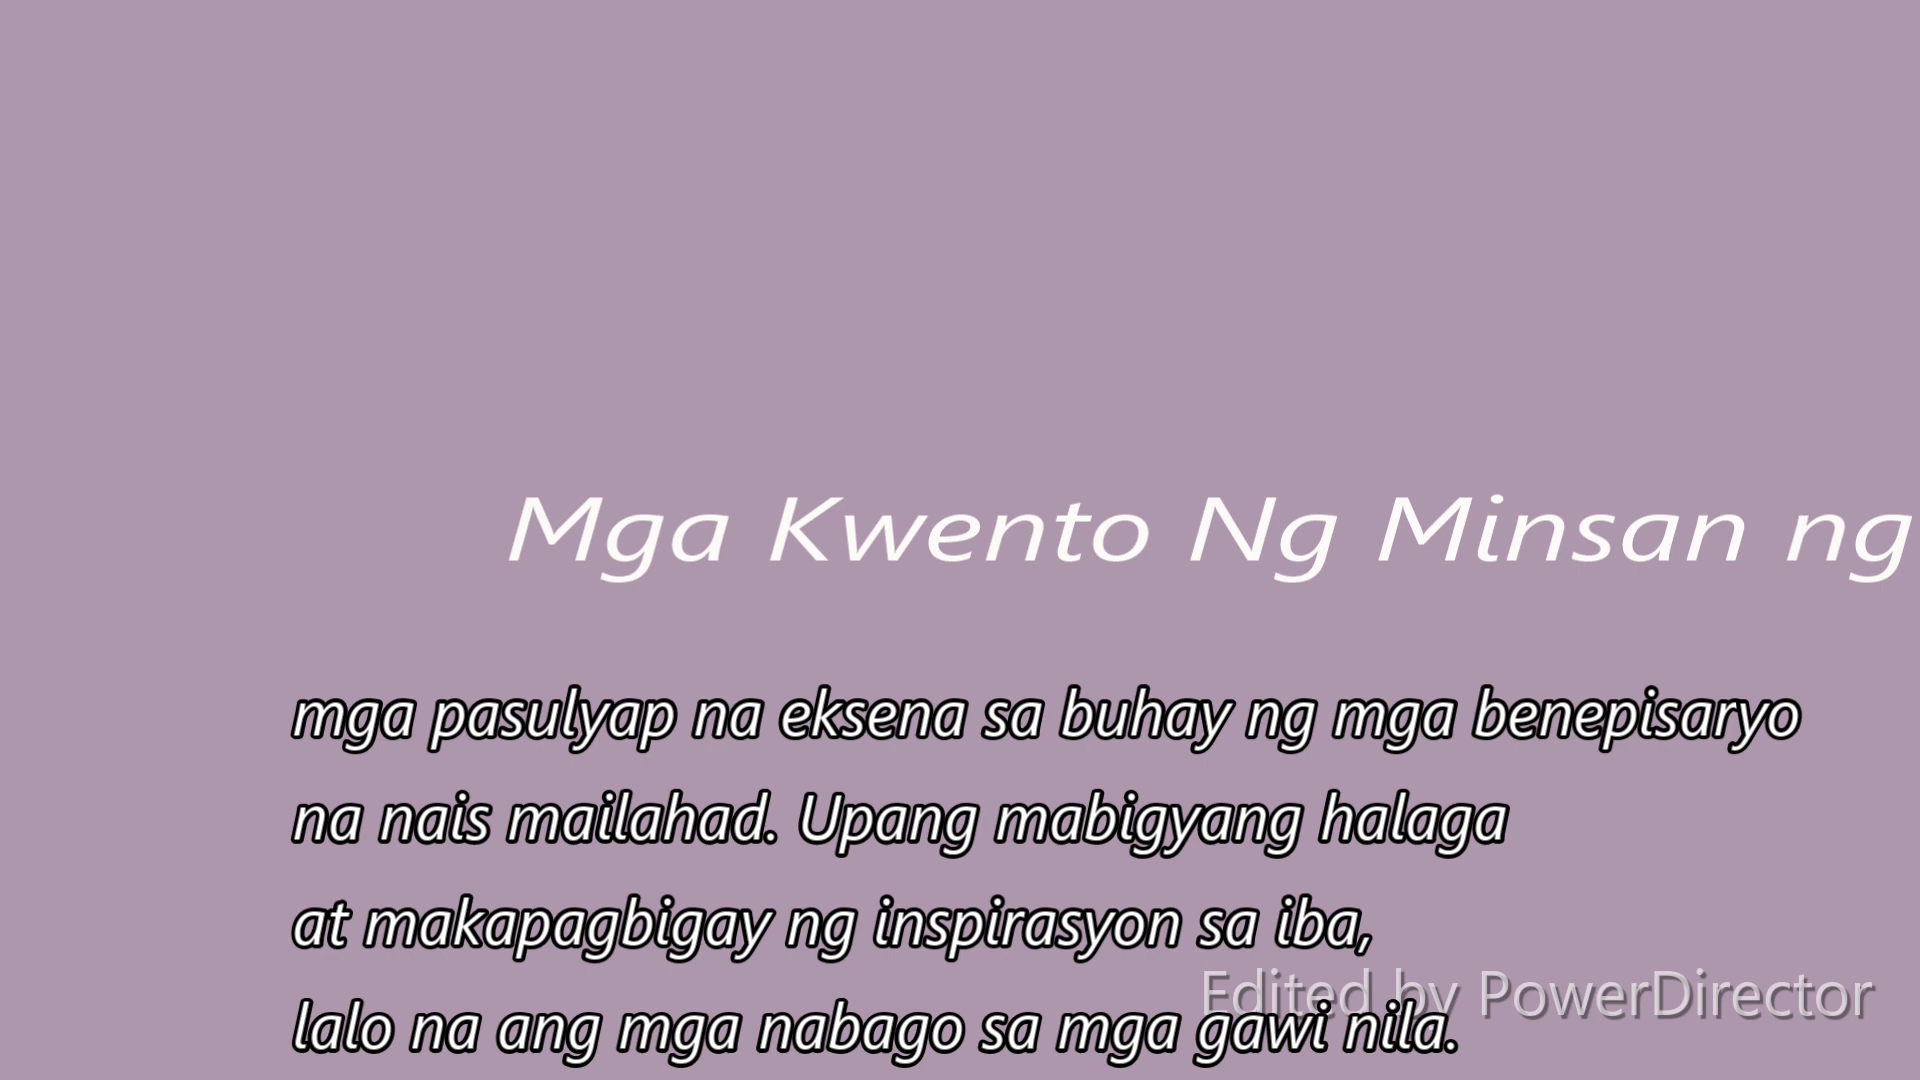 Mga Kwento Ng Minsan ng
mga pasulyap na eksena sa buhay ng mga benepisaryo
na nais mailahad. Upang mabigyang halaga
at makapagbigay ng inspirasyon sa iba,
Edited by PowerDirector
lalo na ang mga nabago sa mga gawi nila.